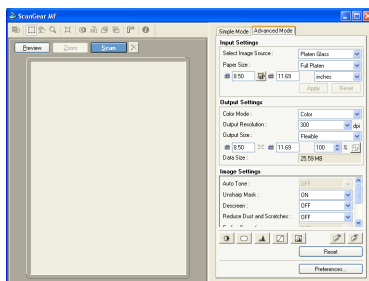 ScanGear MF
Preview Zoom Scan
Simple Mode Advanced Mode
Input Settings
Select Image Source : Platen Glass
Paper Size : Full Platen
8.50 11.69 inches
Apply Reset
Output Settings
Color Mode : Color
Output Resolution : 300 dpi
Output Size : Flexible
8.50 11.69 100 %
Data Size : 25.59 MB
Image Settings
Auto Tone : OFF
Unsharp Mask : ON
Descreen : OFF
Reduce Dust and Scratches : OFF
Reset
Preferences...